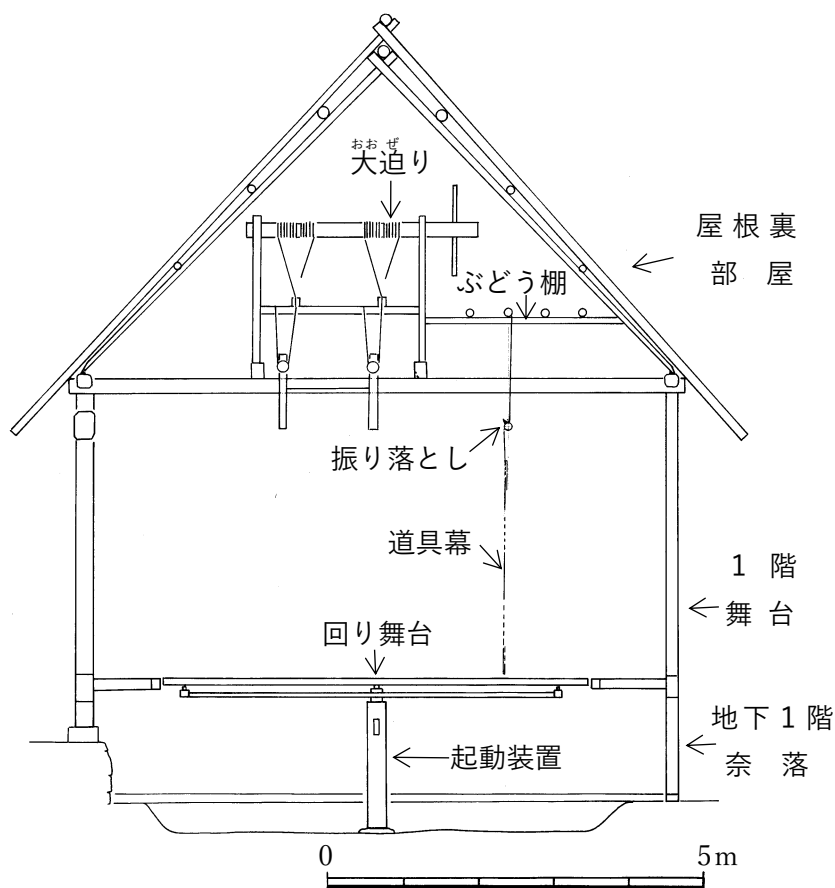 おお ぜ
大迫り
屋根裏
部屋
ぶどう棚
振り落とし
道具幕
1 階
舞 台
回り舞台
地下1階
奈 落
起動装置
0 5m